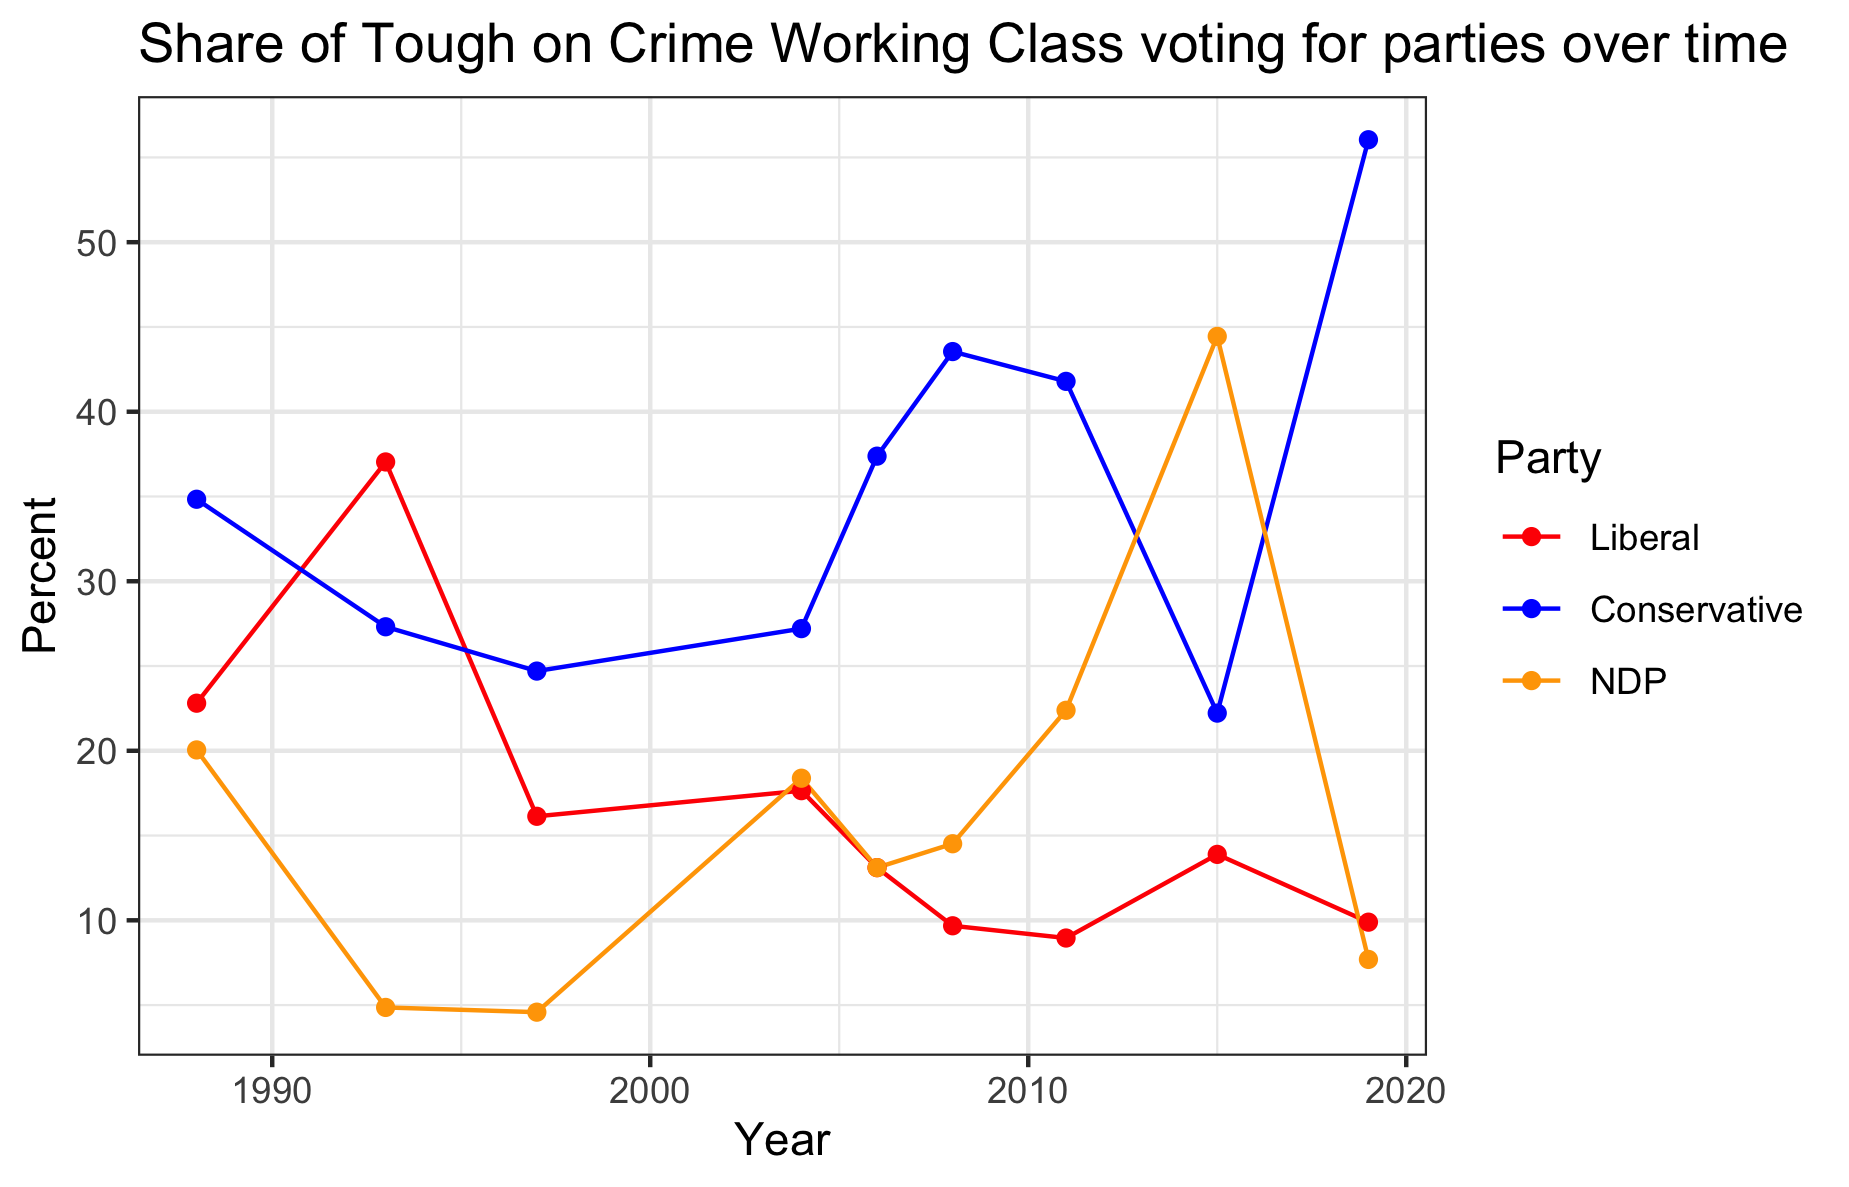 Share of Tough on Crime Working Class voting for parties over time
50
40
30
20
10
Percent
1990 2000 2010 2020
Year
Party
Liberal
Conservative
NDP